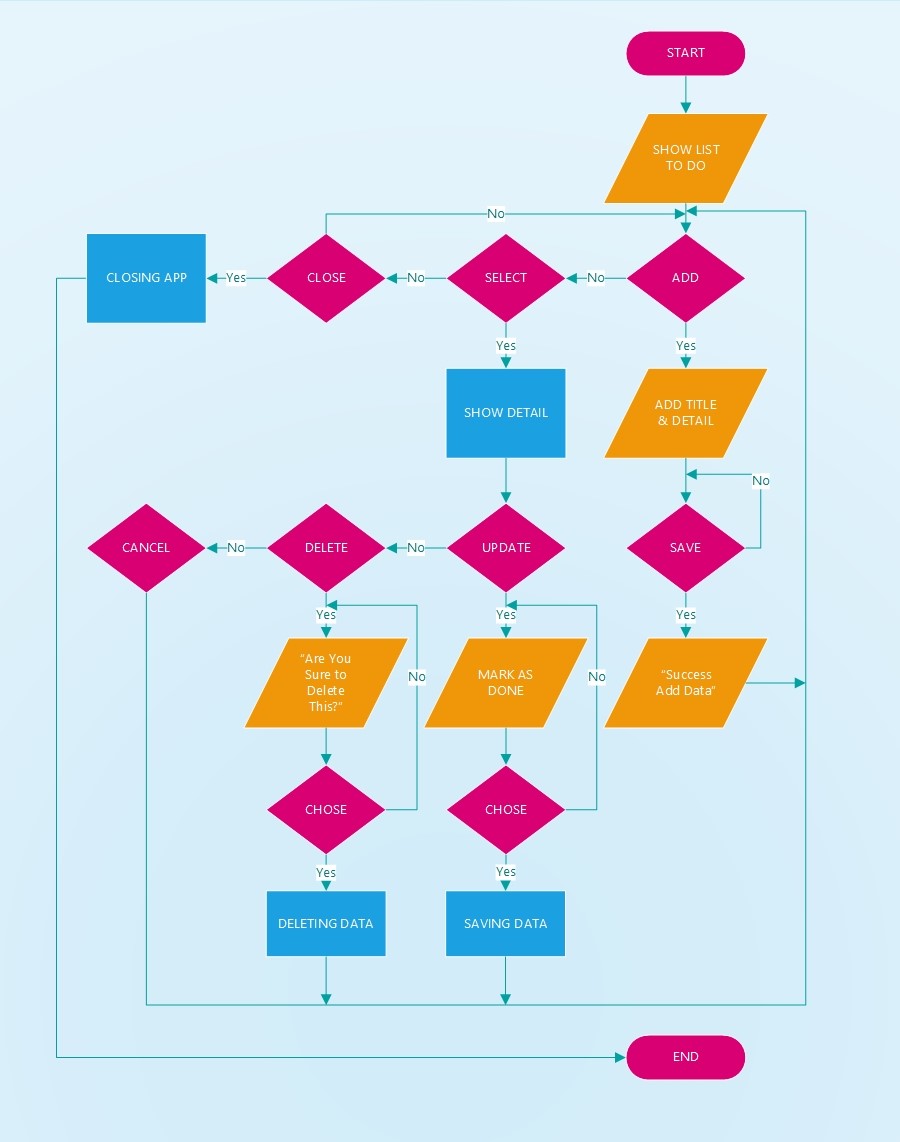 START
SHOW LIST
TO DO
No
CLOSING APP
Yes
CLOSE
No
SELECT
No
ADD
Yes
Yes
SHOW DETAIL
ADD TITLE
& DETAIL
No
CANCEL
No
DELETE
No
UPDATE
SAVE
Yes
Yes
Yes
"Are You
Sure to
Delete
This?"
No
MARK AS
DONE
No
"Success
Add Data"
CHOSE
CHOSE
Yes
Yes
DELETING DATA
SAVING DATA
END